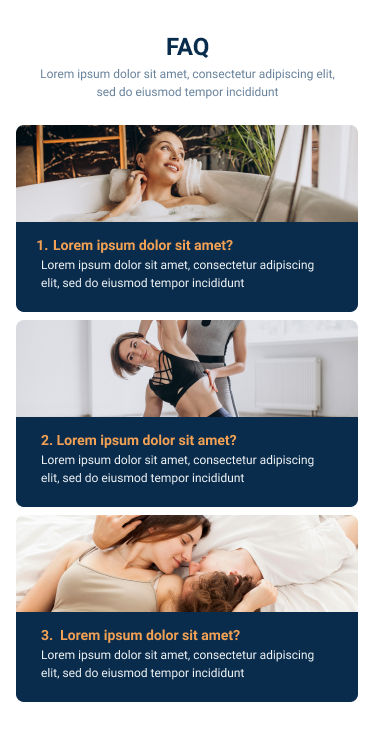 FAQ
Lorem ipsum dolor sit amet, consectetur adipiscing elit,
sed do eiusmod tempor incididunt
1. Lorem ipsum dolor sit amet?
Lorem ipsum dolor sit amet, consectetur adipiscing
elit, sed do eiusmod tempor incididunt
2. Lorem ipsum dolor sit amet?
Lorem ipsum dolor sit amet, consectetur adipiscing
elit, sed do eiusmod tempor incididunt
3. Lorem ipsum dolor sit amet?
Lorem ipsum dolor sit amet, consectetur adipiscing
elit, sed do eiusmod tempor incididunt